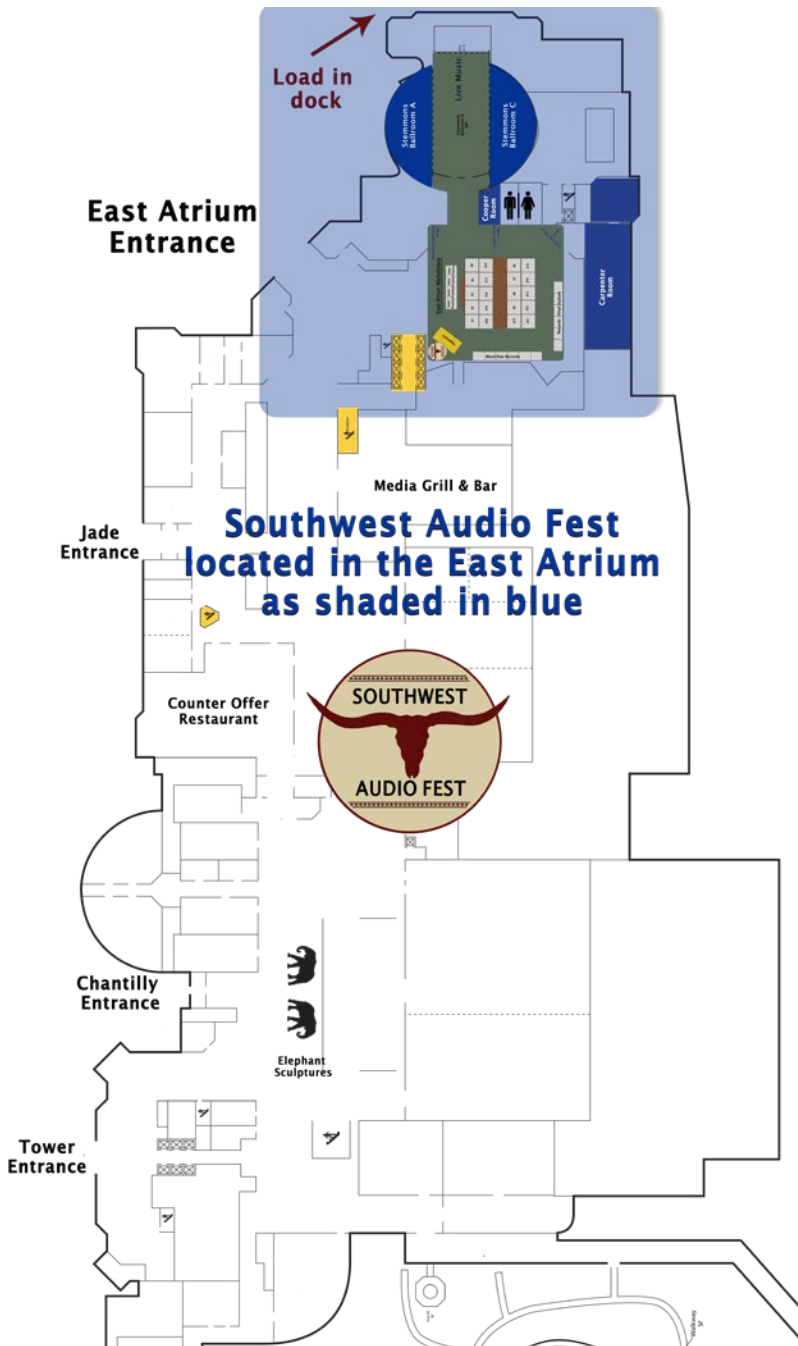 Load in
dock
Live Music
Stemmons
Ballroom A
Stemmons
Ballroom C
East Atrium
Entrance
Cooper
Room
Carpenter
Room
Media Grill & Bar
Southwest Audio Fest
located in the East Atrium
as shaded in blue
Jade
Entrance
SOUTHWEST
AUDIO FEST
Counter Offer
Restaurant
Chantilly
Entrance
Elephant
Sculptures
Tower
Entrance
Walkway